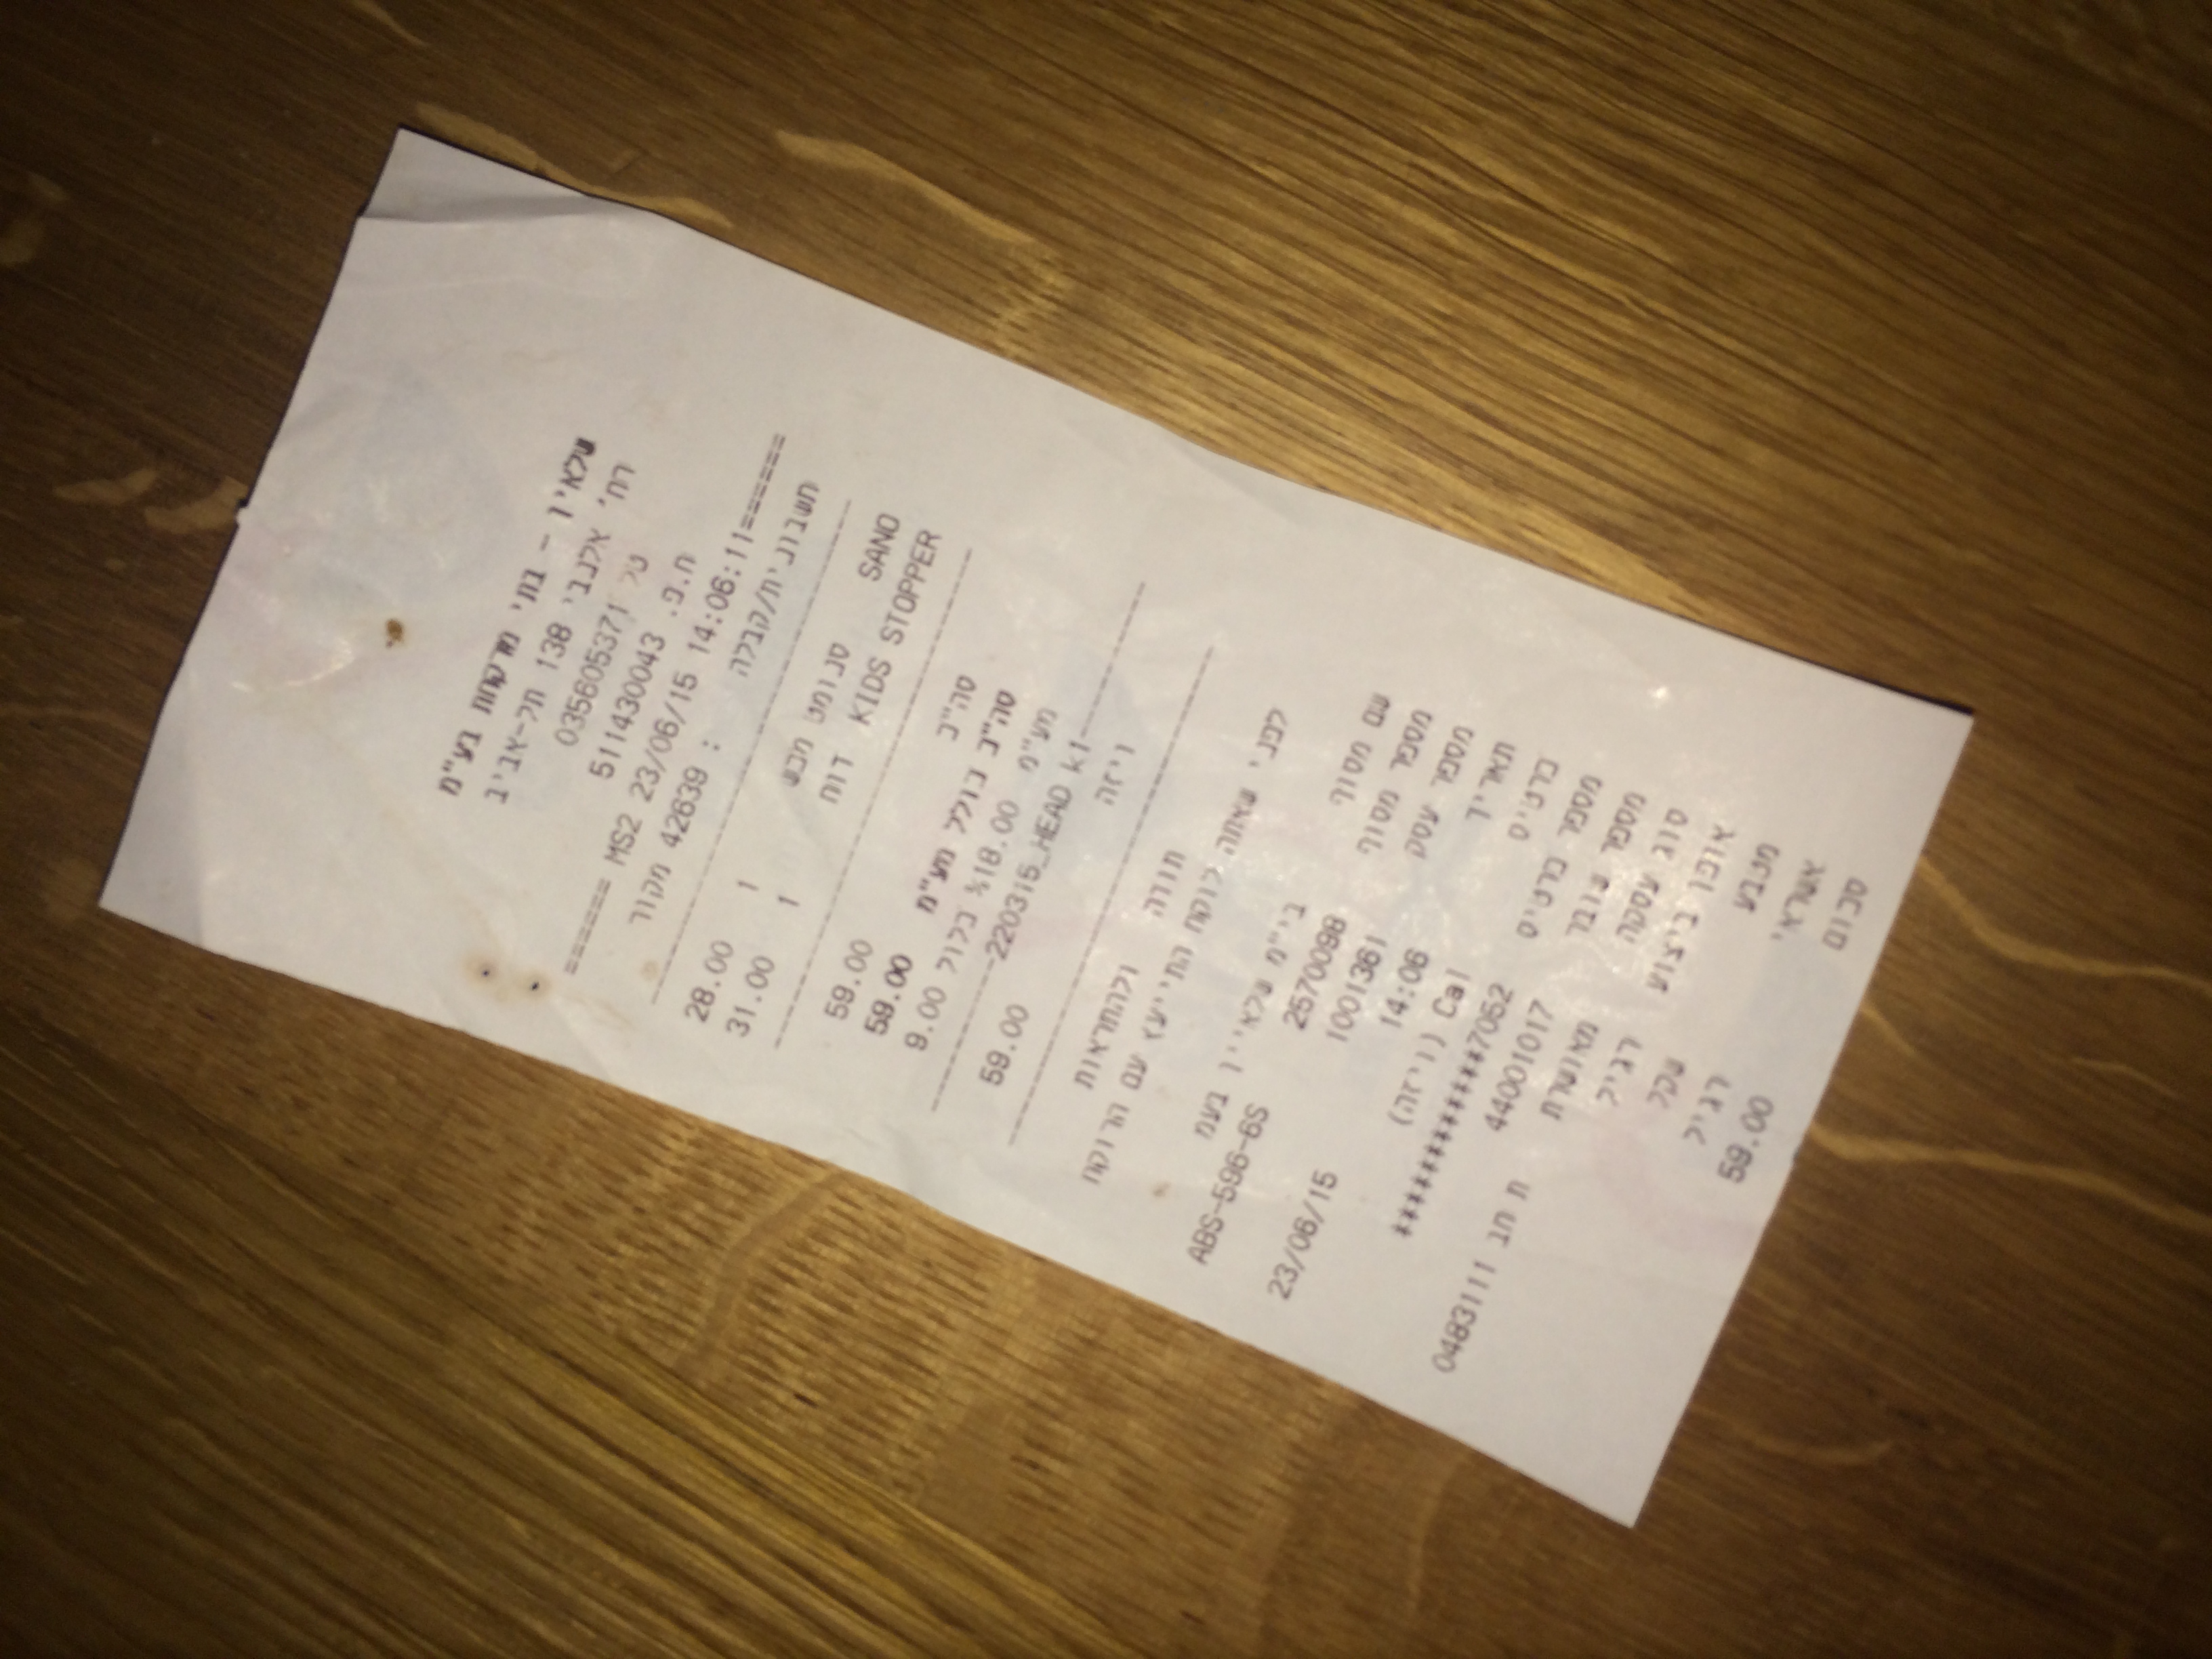 שלאין - בתי מרקחת בע"מ
רח' אלנבי 138 תל-אביב
טל 035605371
ח.פ. 511430043
====== MS2 23/06/15 14:06:11======
חשבונית/קבלה : 42639 מקור
SANO סנומט מבש 1 28.00
KIDS STOPPER דוח 1 31.00
סה"כ 59.00
סה"כ כולל מע"מ 59.00
מע"מ 18.00% כלול 9.00
-------220315_HEAD k1-------
ויזה 59.00
תודה ולהתראות
לפני שאתה לוקח התייעץ עם הרוקח
בי"מ שלאיין בעמ
שם מסוף
מספר מסוף 2570098 ABS-596-6S
מספר עסק 1001361
תאריך 14:06 23/06/15
כרטיס Cal (ויזה)
מספר כרטיס ************7052
מספר שובר 44001017
סוג עסקה מאושרת ת חב 0483111
אופן ביצוע רגיל
מטבע שקל
אשראי רגיל
סכום 59.00